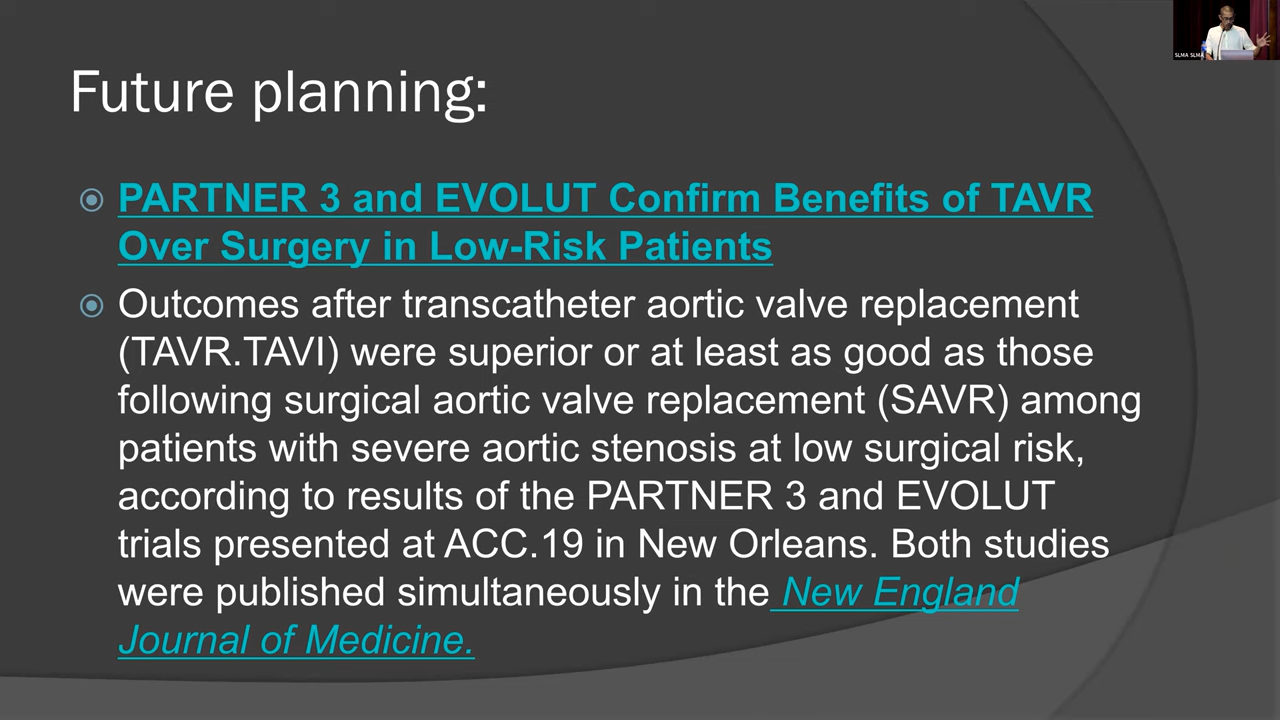 SLMA SLMA
Future planning:
PARTNER 3 and EVOLUT Confirm Benefits of TAVR
Over Surgery in Low-Risk Patients
Outcomes after transcatheter aortic valve replacement
(TAVR.TAVI) were superior or at least as good as those
following surgical aortic valve replacement (SAVR) among
patients with severe aortic stenosis at low surgical risk,
according to results of the PARTNER 3 and EVOLUT
trials presented at ACC.19 in New Orleans. Both studies
were published simultaneously in the New England
Journal of Medicine.